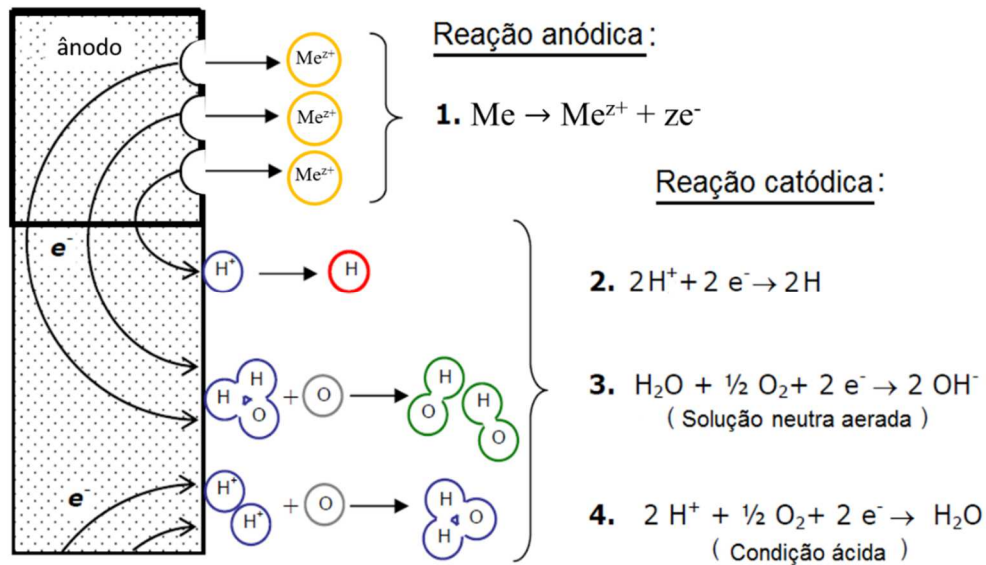 ânodo
Me^z+
Me^z+
Me^z+
Reação anódica:
1. Me → Me^z+ + ze^-
Reação catódica:
e^-
H^+ H
2. 2H^+ + 2 e^- → 2H
H H O + O H O H O
3. H₂O + ½ O₂ + 2 e^- → 2 OH^-
( Solução neutra aerada )
e^-
H^+ H^+ + O H H O
4. 2 H^+ + ½ O₂ + 2 e^- → H₂O
( Condição ácida )